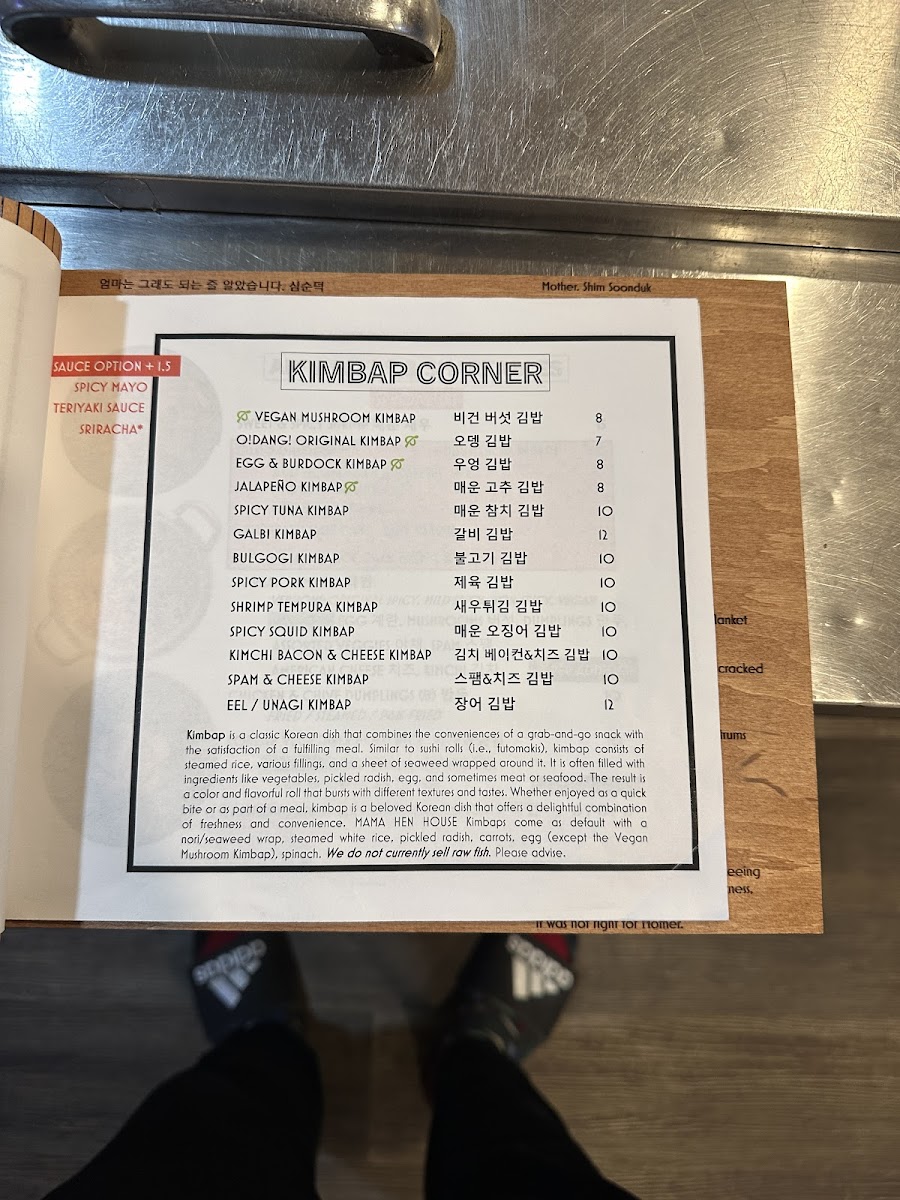 엄마는 그래도 되는 줄 알았습니다. 심순덕
Mother. Shim Soonduk
SAUCE OPTION + 1.5
SPICY MAYO
TERIYAKI SAUCE
SRIRACHA*
KIMBAP CORNER
VEGAN MUSHROOM KIMBAP 비건 버섯 김밥 8
O!DANG! ORIGINAL KIMBAP 오뎅 김밥 7
EGG & BURDOCK KIMBAP 우엉 김밥 8
JALAPEÑO KIMBAP 매운 고추 김밥 8
SPICY TUNA KIMBAP 매운 참치 김밥 10
GALBI KIMBAP 갈비 김밥 12
BULGOGI KIMBAP 불고기 김밥 10
SPICY PORK KIMBAP 제육 김밥 10
SHRIMP TEMPURA KIMBAP 새우튀김 김밥 10
SPICY SQUID KIMBAP 매운 오징어 김밥 10
KIMCHI BACON & CHEESE KIMBAP 김치 베이컨&치즈 김밥 10
SPAM & CHEESE KIMBAP 스팸&치즈 김밥 10
EEL / UNAGI KIMBAP 장어 김밥 12
Kimbap is a classic Korean dish that combines the conveniences of a grab-and-go snack with
the satisfaction of a fulfilling meal. Similar to sushi rolls (i.e., futomakis), kimbap consists of
steamed rice, various fillings, and a sheet of seaweed wrapped around it. It is often filled with
ingredients like vegetables, pickled radish, egg, and sometimes meat or seafood. The result is
a color and flavorful roll that bursts with different textures and tastes. Whether enjoyed as a quick
bite or as part of a meal, kimbap is a beloved Korean dish that offers a delightful combination
of freshness and convenience. MAMA HEN HOUSE Kimbaps come as default with a
nori/seaweed wrap, steamed white rice, pickled radish, carrots, egg (except the Vegan
Mushroom Kimbap), spinach. We do not currently sell raw fish. Please advise.
lanket
cracked
eeing
ness.
It was not right for Homer.
adidas
adidas